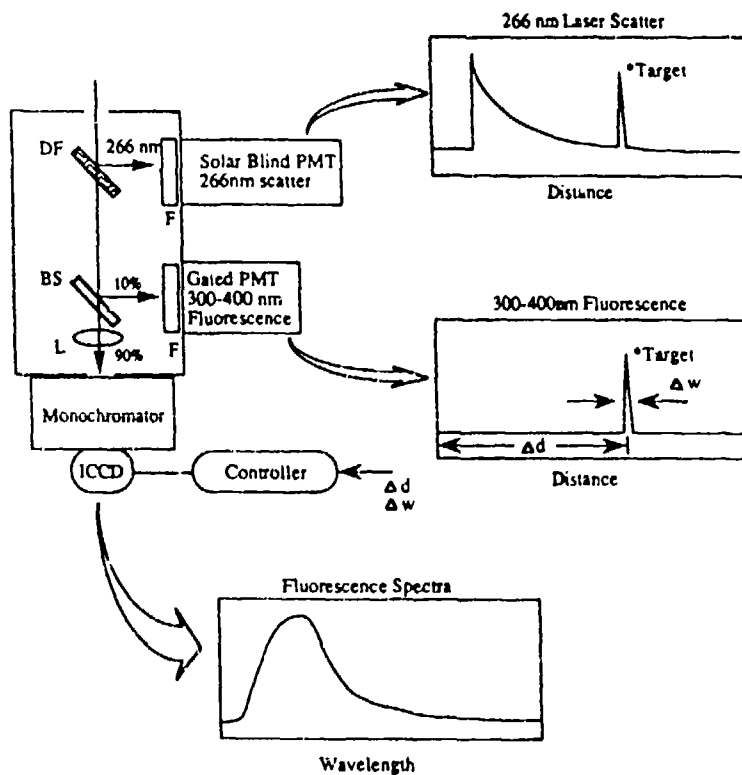 266 nm Laser Scatter
*Target
Distance
DF
266 nm
Solar Blind PMT
266nm scatter
F
BS
10%
Gated PMT
300-400 nm
Fluorescence
F
L
90%
300-400nm Fluorescence
*Target
Δ w
Δ d
Distance
Monochromator
ICCD
Controller
Δ d
Δ w
Fluorescence Spectra
Wavelength